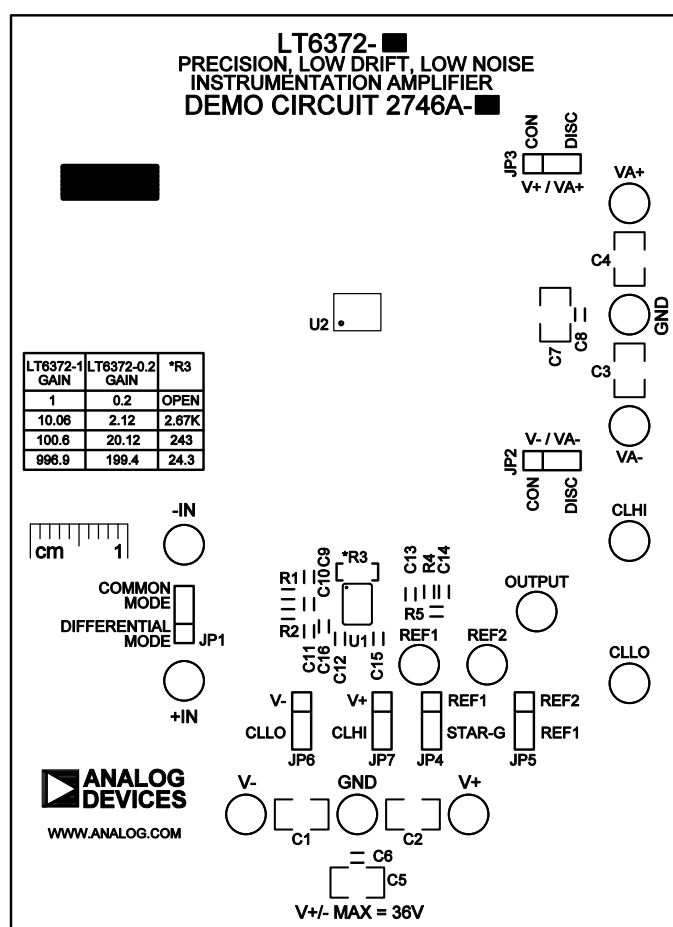 LT6372-
PRECISION, LOW DRIFT, LOW NOISE
INSTRUMENTATION AMPLIFIER
DEMO CIRCUIT 2746A-
CON
DISC
JP3
V+ / VA+
VA+
C4
U2
GND
C7
C8
C3
LT6372-1 GAIN LT6372-0.2 GAIN *R3
1 0.2 OPEN
10.06 2.12 2.67K
100.6 20.12 243
996.9 199.4 24.3
V- / VA-
JP2
CON
DISC
VA-
-IN
CLHI
cm 1
C9
C10
*R3
C13
R4
C14
R1
R5
OUTPUT
COMMON
MODE
DIFFERENTIAL
MODE
JP1
R2
C11
C16
C12
U1
C15
REF1
REF2
CLLO
+IN
V-
CLLO
JP6
V+
CLHI
JP7
REF1
STAR-G
JP4
REF2
REF1
JP5
ANALOG
DEVICES
WWW.ANALOG.COM
V-
GND
V+
C1
C2
C6
C5
V+/- MAX = 36V